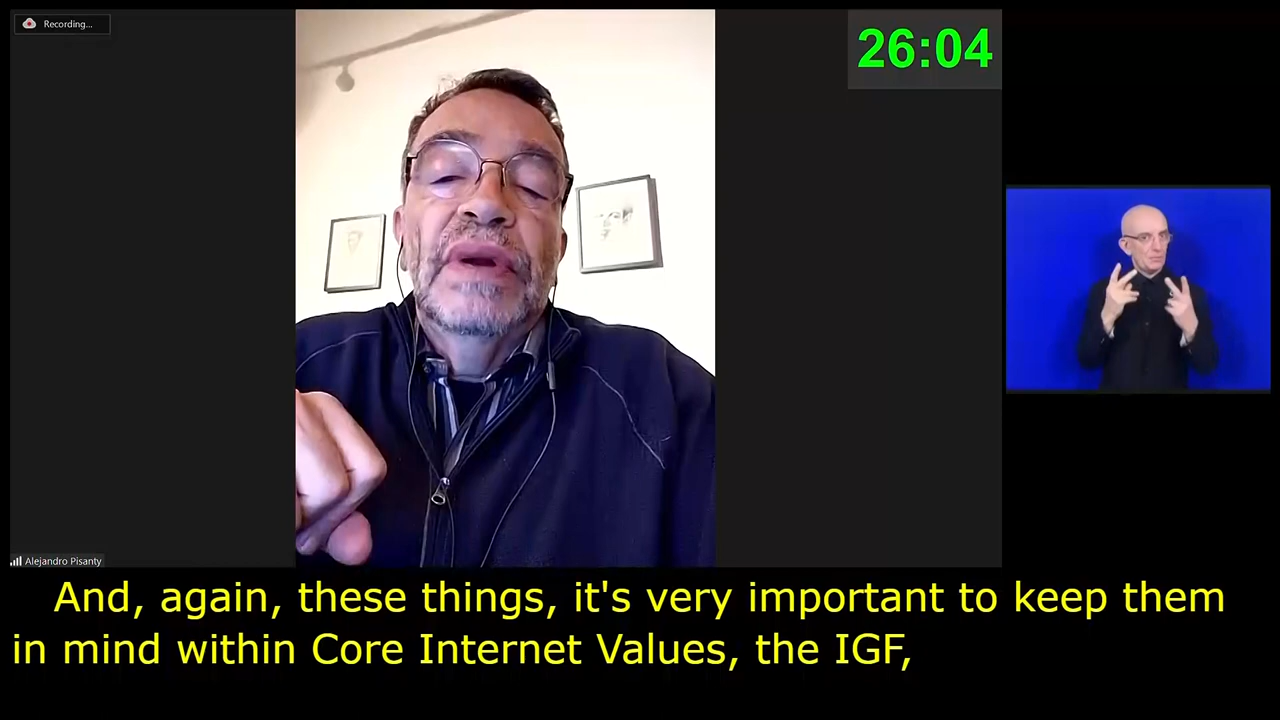 Recording...
26:04
Alejandro Pisanty
And, again, these things, it's very important to keep them
in mind within Core Internet Values, the IGF,